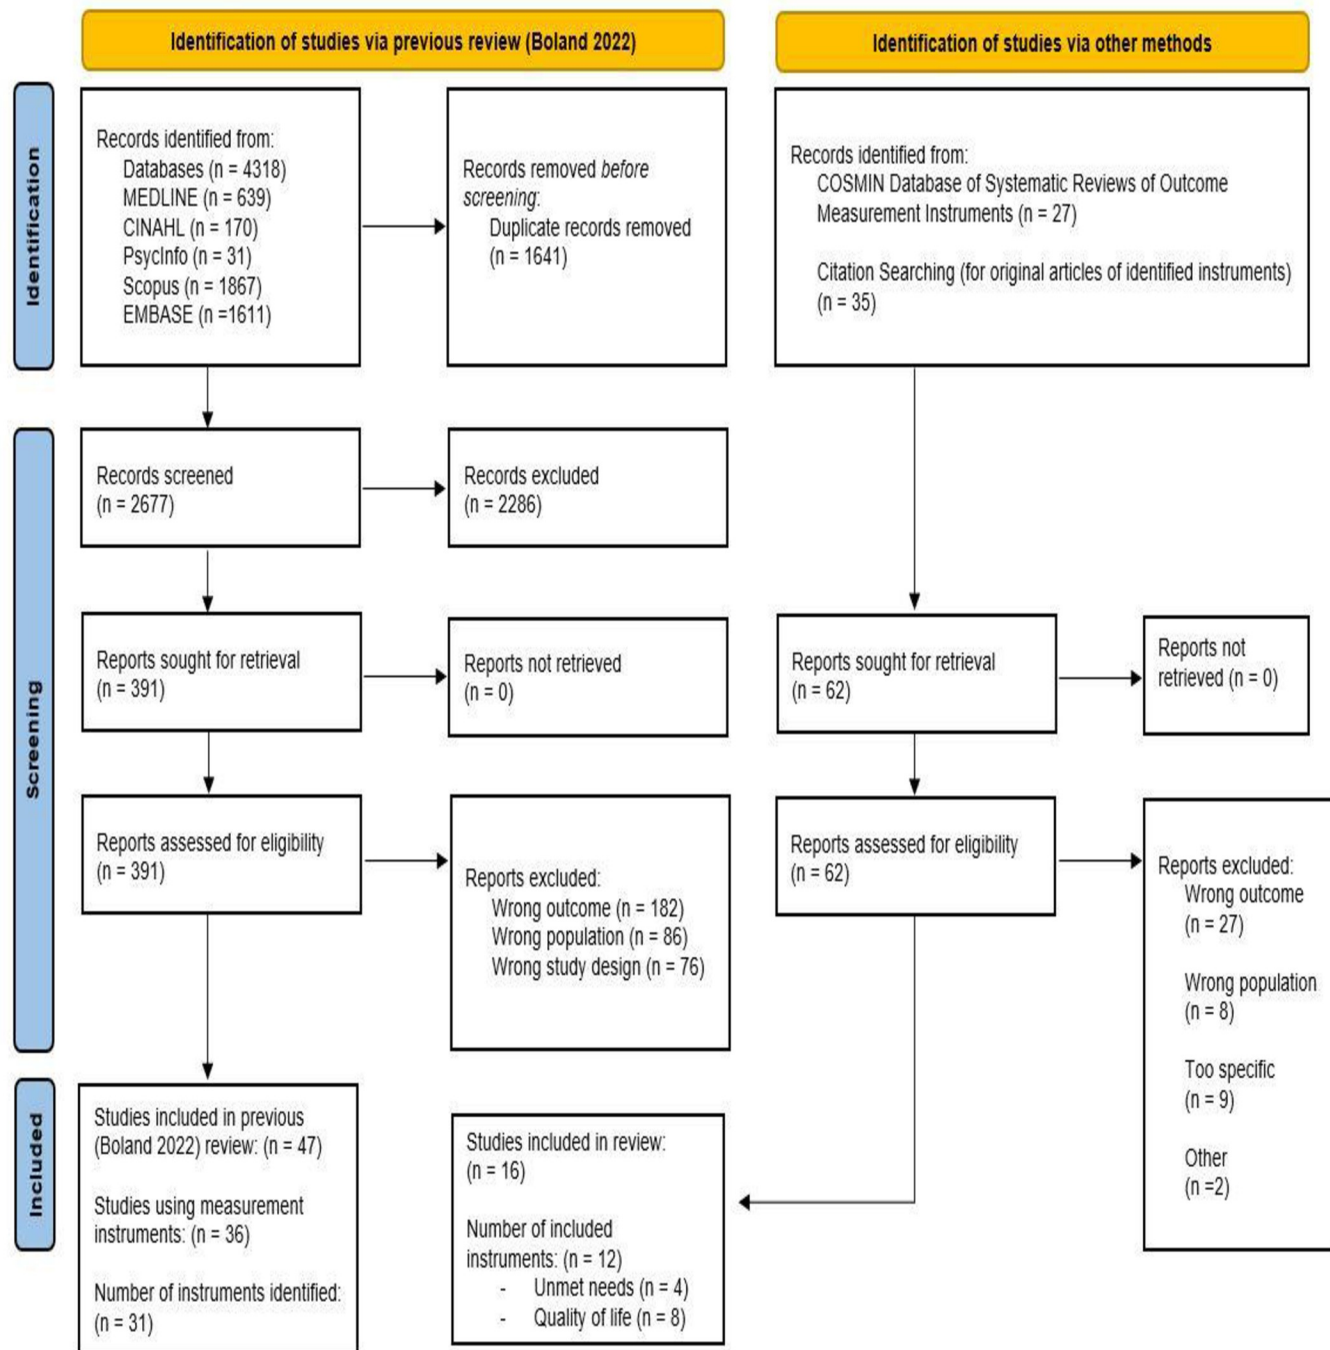 Identification of studies via previous review (Boland 2022)
Identification of studies via other methods
Identification
Records identified from:
Databases (n = 4318)
MEDLINE (n = 639)
CINAHL (n = 170)
PsycInfo (n = 31)
Scopus (n = 1867)
EMBASE (n =1611)
Records removed before
screening:
Duplicate records removed
(n = 1641)
Records identified from:
COSMIN Database of Systematic Reviews of Outcome
Measurement Instruments (n = 27)
Citation Searching (for original articles of identified instruments)
(n = 35)
Screening
Records screened
(n = 2677)
Records excluded
(n = 2286)
Reports sought for retrieval
(n = 391)
Reports not retrieved
(n = 0)
Reports sought for retrieval
(n = 62)
Reports not
retrieved (n = 0)
Reports assessed for eligibility
(n = 391)
Reports excluded:
Wrong outcome (n = 182)
Wrong population (n = 86)
Wrong study design (n = 76)
Reports assessed for eligibility
(n = 62)
Reports excluded:
Wrong outcome
(n = 27)
Wrong population
(n = 8)
Too specific
(n = 9)
Other
(n =2)
Included
Studies included in previous
(Boland 2022) review: (n = 47)
Studies using measurement
instruments: (n = 36)
Number of instruments identified:
(n = 31)
Studies included in review:
(n = 16)
Number of included
instruments: (n = 12)
- Unmet needs (n = 4)
- Quality of life (n = 8)